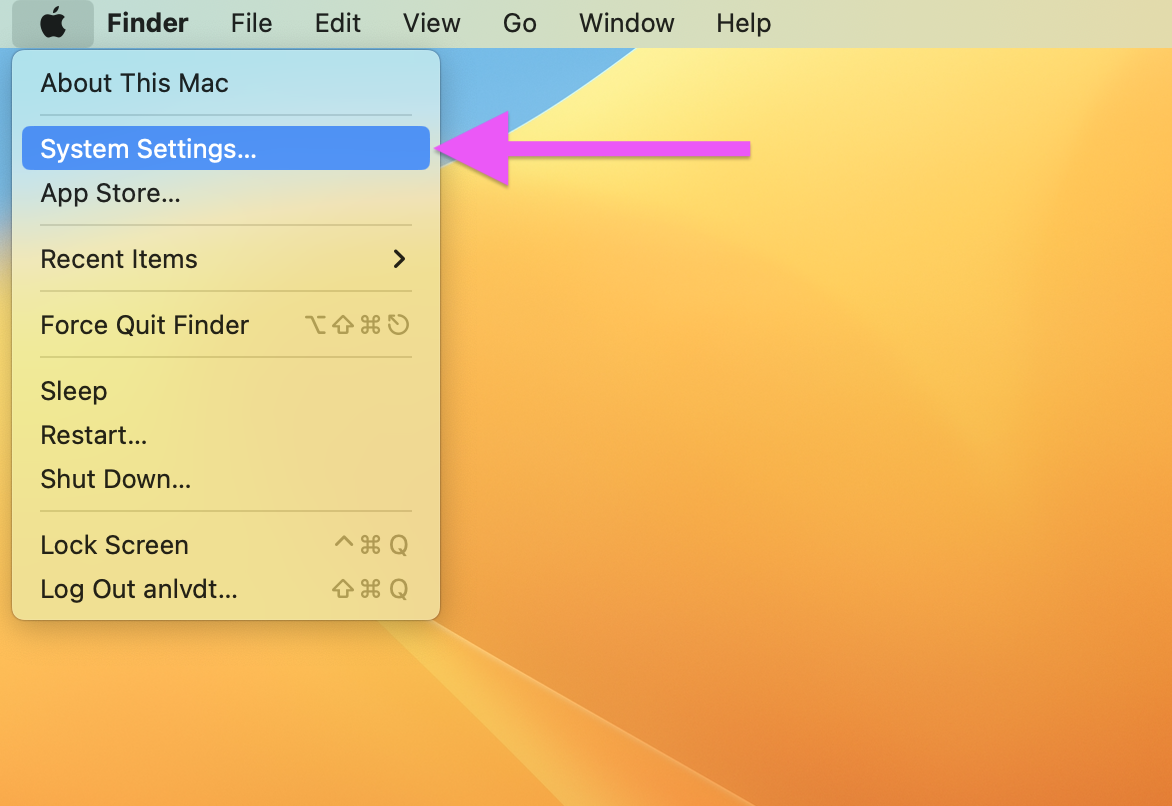 Finder File Edit View Go Window Help
About This Mac
System Settings...
App Store...
Recent Items
Force Quit Finder ⌥⇧⌘⎋
Sleep
Restart...
Shut Down...
Lock Screen ^⌘Q
Log Out anlvdt... ⇧⌘Q